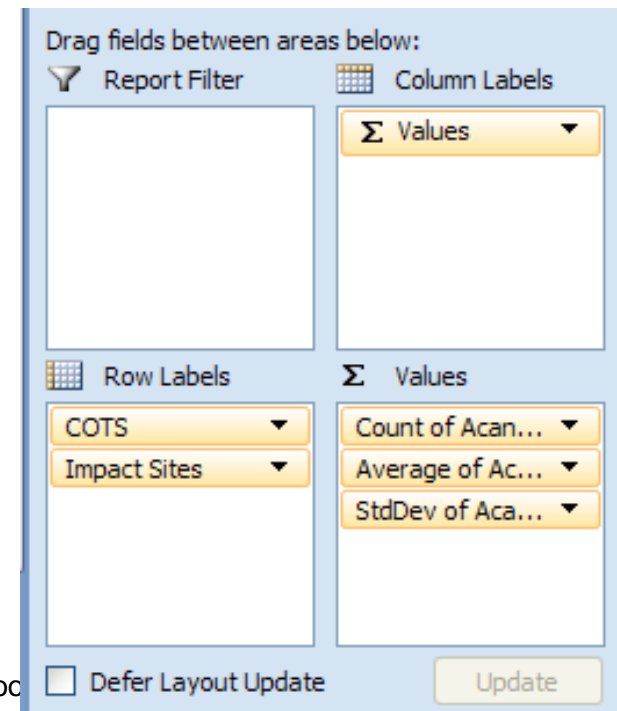 Drag fields between areas below:
Report Filter
Column Labels
Σ Values
Row Labels
Σ Values
COTS
Impact Sites
Count of Acan...
Average of Ac...
StdDev of Aca...
Defer Layout Update
Update